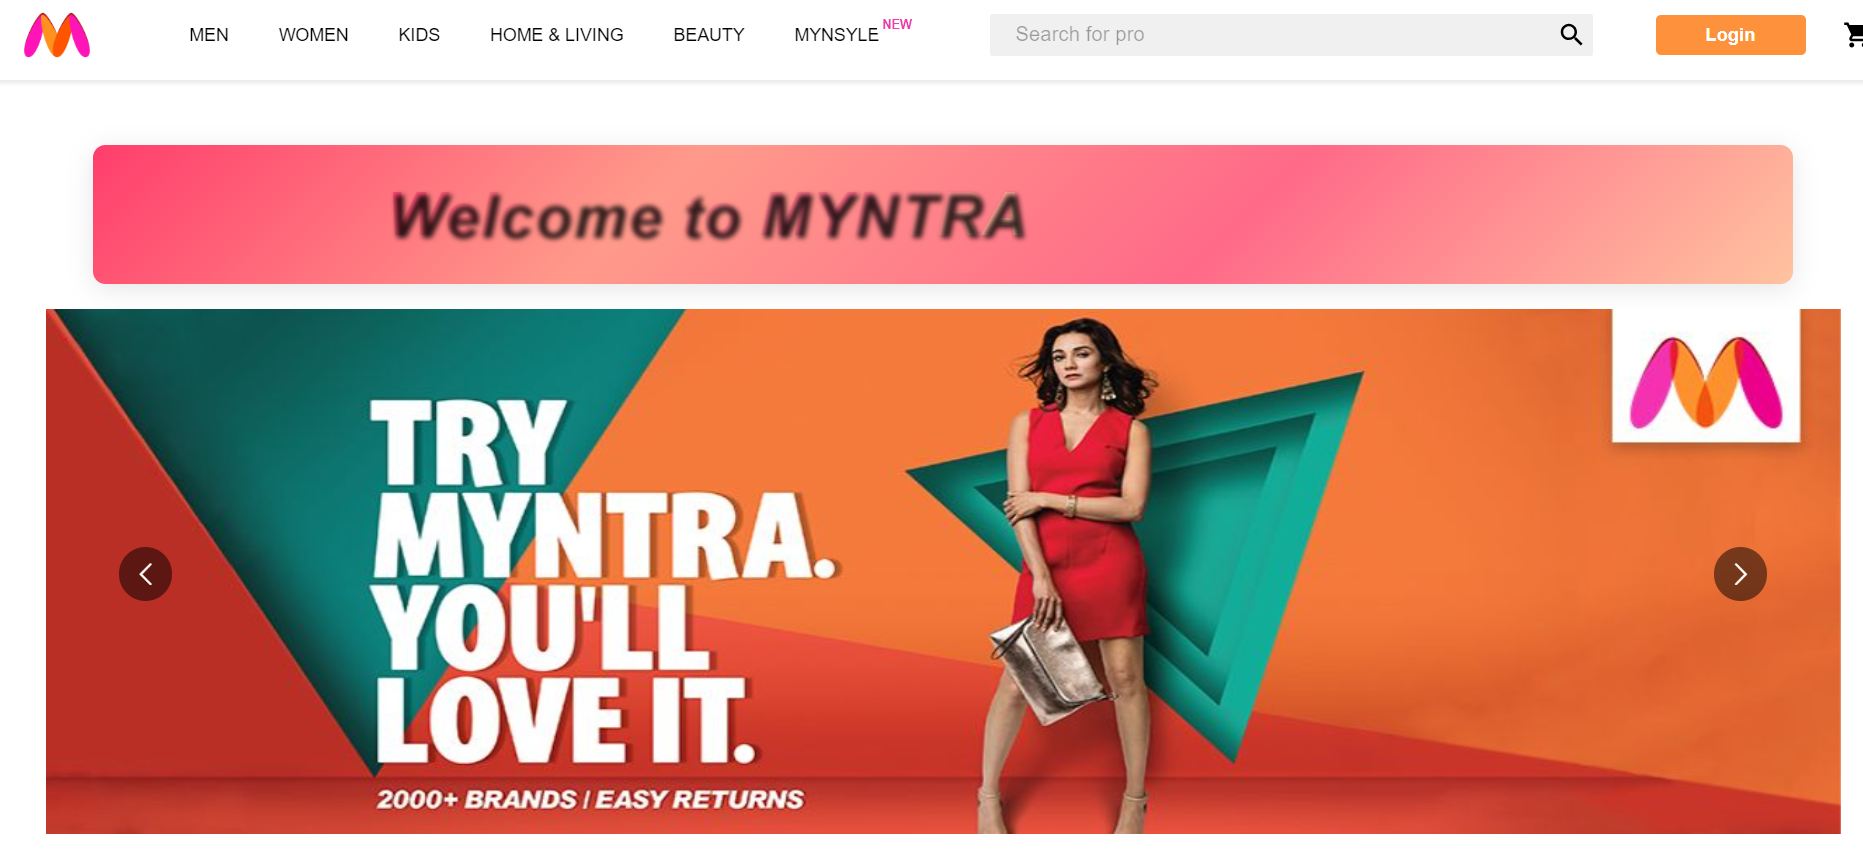 MEN WOMEN KIDS HOME & LIVING BEAUTY MYNSYLE NEW Search for pro Login
Welcome to MYNTRA
TRY
MYNTRA.
YOU'LL
LOVE IT.
2000+ BRANDS / EASY RETURNS